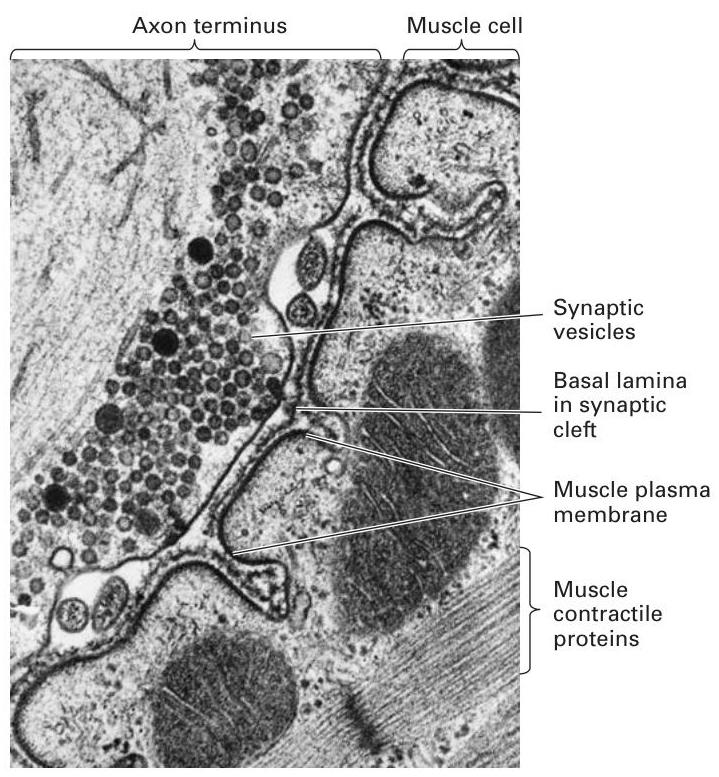 Axon terminus
Muscle cell
Synaptic
vesicles
Basal lamina
in synaptic
cleft
Muscle plasma
membrane
Muscle
contractile
proteins